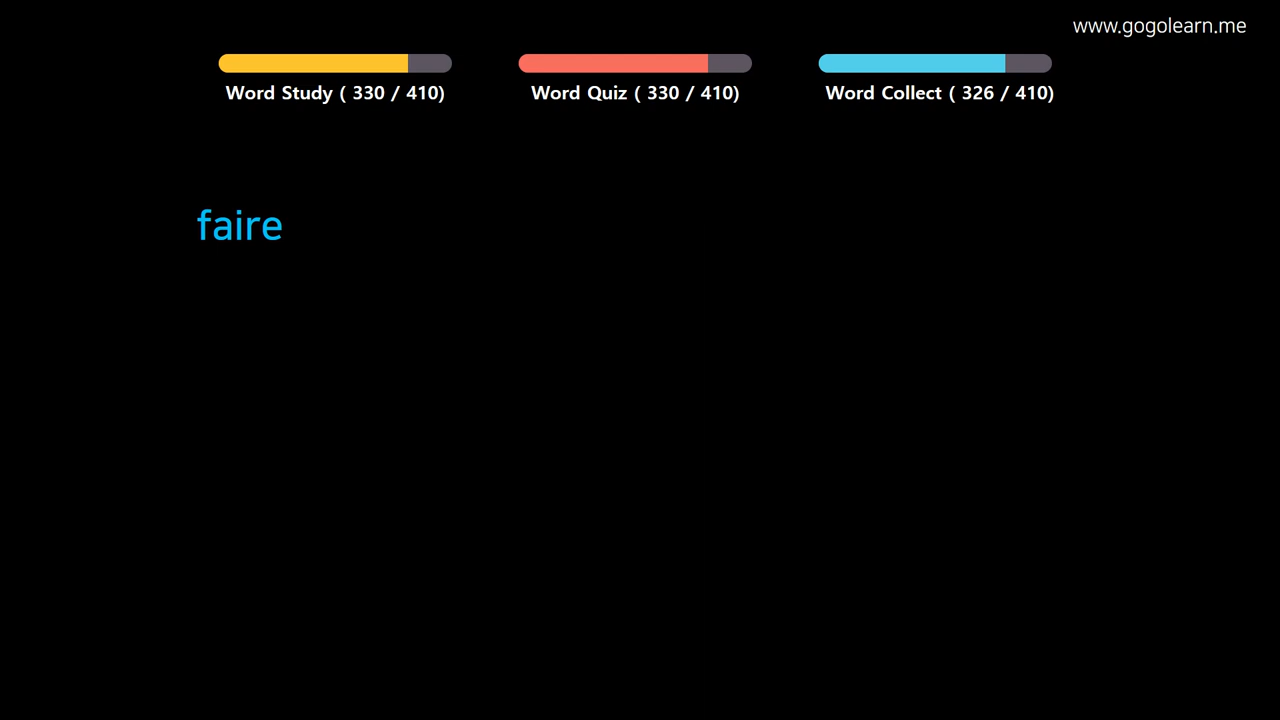 www.gogolearn.me
Word Study ( 330 / 410)
Word Quiz ( 330 / 410)
Word Collect ( 326 / 410)
faire